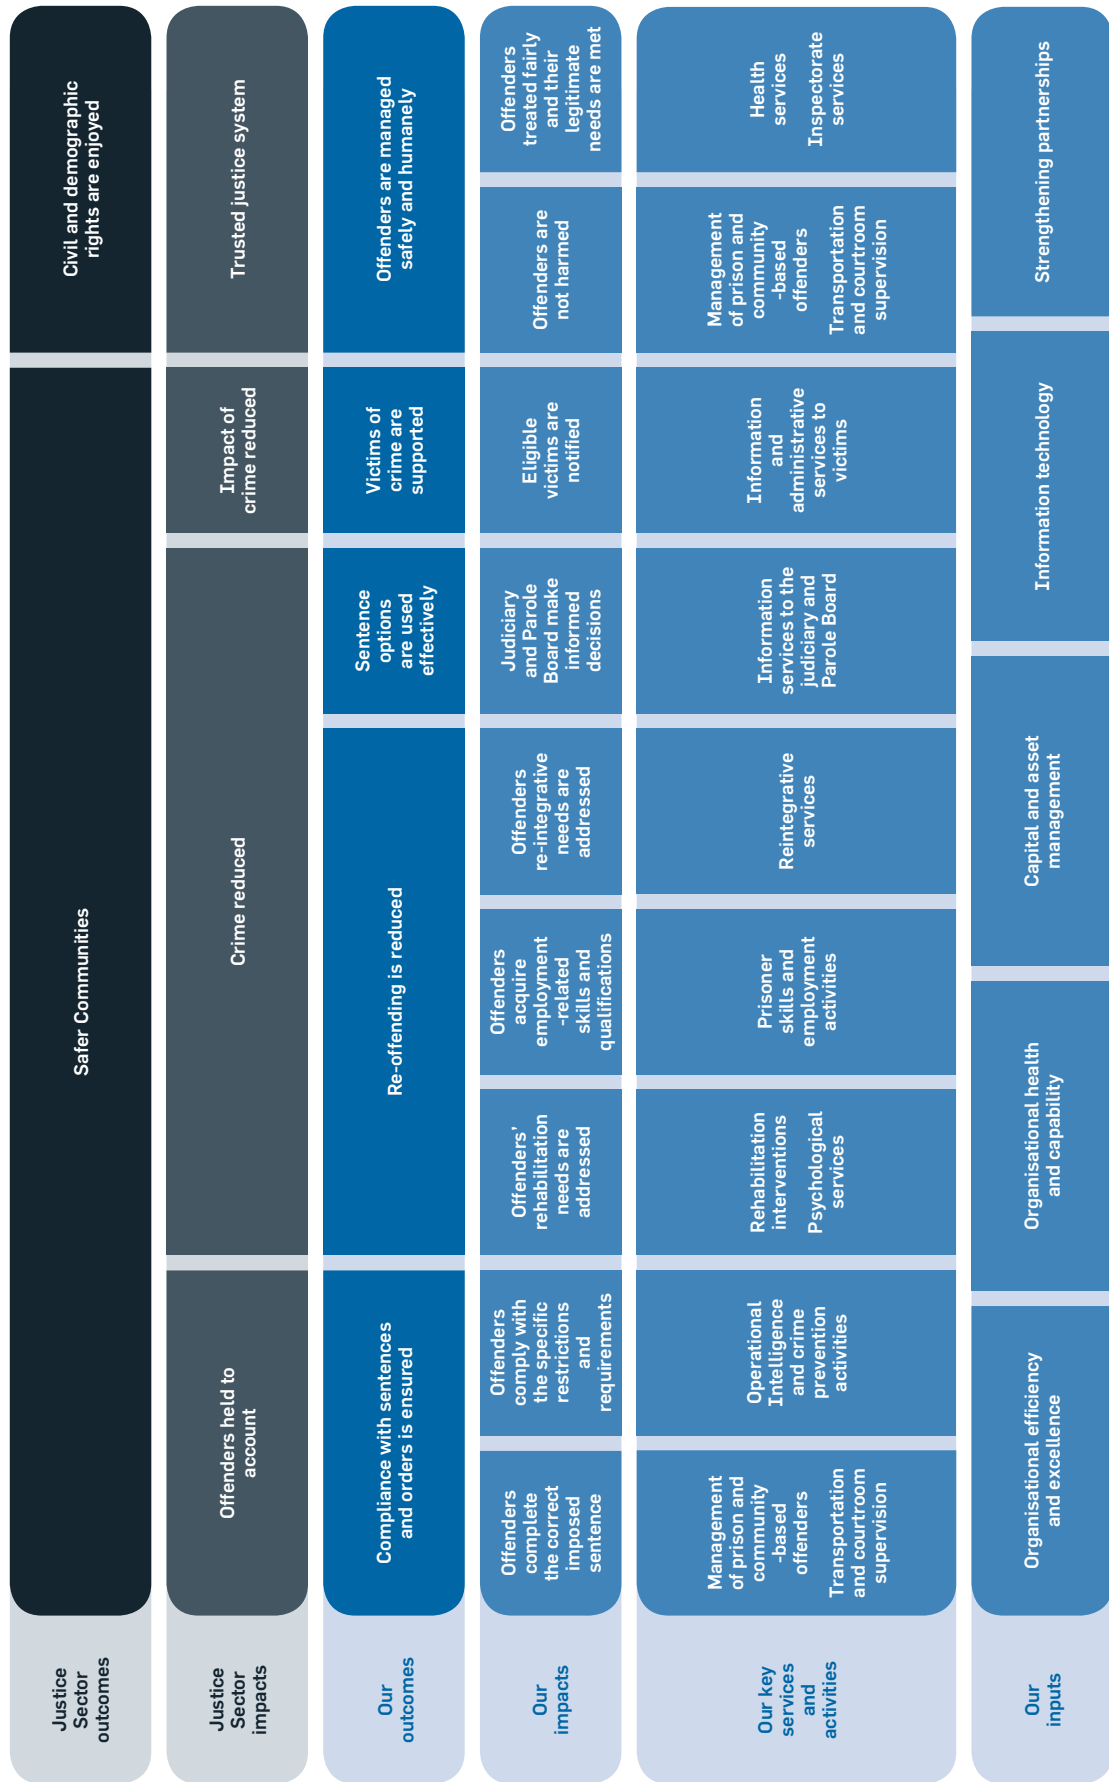 Justice
Sector
outcomes
Safer Communities
Civil and demographic
rights are enjoyed
Justice
Sector
impacts
Offenders held to
account
Crime reduced
Impact of
crime reduced
Trusted justice system
Our
outcomes
Compliance with sentences
and orders is ensured
Re-offending is reduced
Sentence
options
are used
effectively
Victims of
crime are
supported
Offenders are managed
safely and humanely
Our
impacts
Offenders
complete
the correct
imposed
sentence
Offenders
comply with
the specific
restrictions
and
requirements
Offenders’
rehabilitation
needs are
addressed
Offenders
acquire
employment
-related
skills and
qualifications
Offenders
re-integrative
needs are
addressed
Judiciary
and Parole
Board make
informed
decisions
Eligible
victims are
notified
Offenders are
not harmed
Offenders
treated fairly
and their
legitimate
needs are met
Our key
services
and
activities
Management
of prison and
community
-based
offenders
Transportation
and courtroom
supervision
Operational
Intelligence
and crime
prevention
activities
Rehabilitation
interventions
Psychological
services
Prisoner
skills and
employment
activities
Reintegrative
services
Information
services to the
judiciary and
Parole Board
Information
and
administrative
services to
victims
Management
of prison and
community
-based
offenders
Transportation
and courtroom
supervision
Health
services
Inspectorate
services
Our
inputs
Organisational efficiency
and excellence
Organisational health
and capability
Capital and asset
management
Information technology
Strengthening partnerships